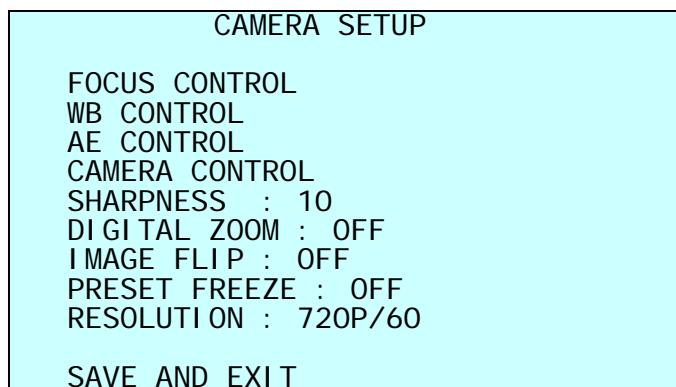 CAMERA SETUP
FOCUS CONTROL
WB CONTROL
AE CONTROL
CAMERA CONTROL
SHARPNESS : 10
DIGITAL ZOOM : OFF
IMAGE FLIP : OFF
PRESET FREEZE : OFF
RESOLUTION : 720P/60
SAVE AND EXIT